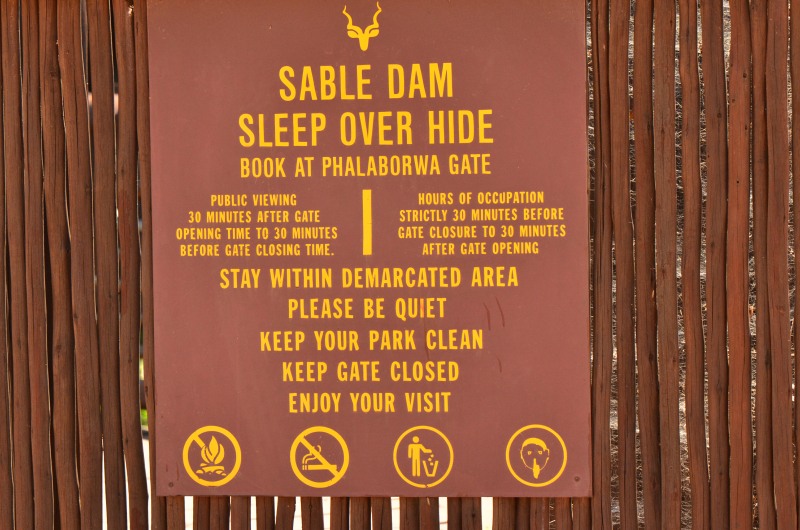 SABLE DAM
SLEEP OVER HIDE
BOOK AT PHALABORWA GATE
PUBLIC VIEWING
30 MINUTES AFTER GATE
OPENING TIME TO 30 MINUTES
BEFORE GATE CLOSING TIME.
HOURS OF OCCUPATION
STRICTLY 30 MINUTES BEFORE
GATE CLOSURE TO 30 MINUTES
AFTER GATE OPENING
STAY WITHIN DEMARCATED AREA
PLEASE BE QUIET
KEEP YOUR PARK CLEAN
KEEP GATE CLOSED
ENJOY YOUR VISIT